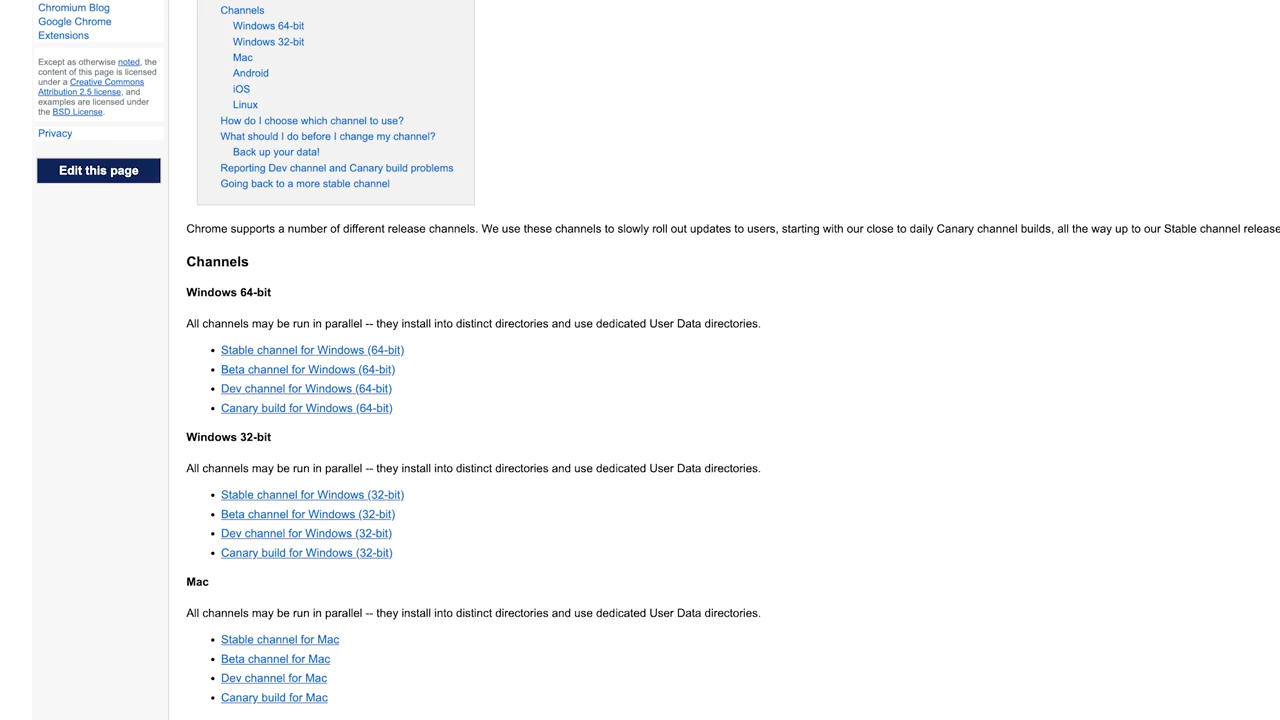 Chromium Blog
Google Chrome
Extensions
Except as otherwise noted, the
content of this page is licensed
under a Creative Commons
Attribution 2.5 license, and
examples are licensed under
the BSD License.
Privacy
Edit this page
Channels
Windows 64-bit
Windows 32-bit
Mac
Android
iOS
Linux
How do I choose which channel to use?
What should I do before I change my channel?
Back up your data!
Reporting Dev channel and Canary build problems
Going back to a more stable channel
Chrome supports a number of different release channels. We use these channels to slowly roll out updates to users, starting with our close to daily Canary channel builds, all the way up to our Stable channel release
Channels
Windows 64-bit
All channels may be run in parallel -- they install into distinct directories and use dedicated User Data directories.
• Stable channel for Windows (64-bit)
• Beta channel for Windows (64-bit)
• Dev channel for Windows (64-bit)
• Canary build for Windows (64-bit)
Windows 32-bit
All channels may be run in parallel -- they install into distinct directories and use dedicated User Data directories.
• Stable channel for Windows (32-bit)
• Beta channel for Windows (32-bit)
• Dev channel for Windows (32-bit)
• Canary build for Windows (32-bit)
Mac
All channels may be run in parallel -- they install into distinct directories and use dedicated User Data directories.
• Stable channel for Mac
• Beta channel for Mac
• Dev channel for Mac
• Canary build for Mac